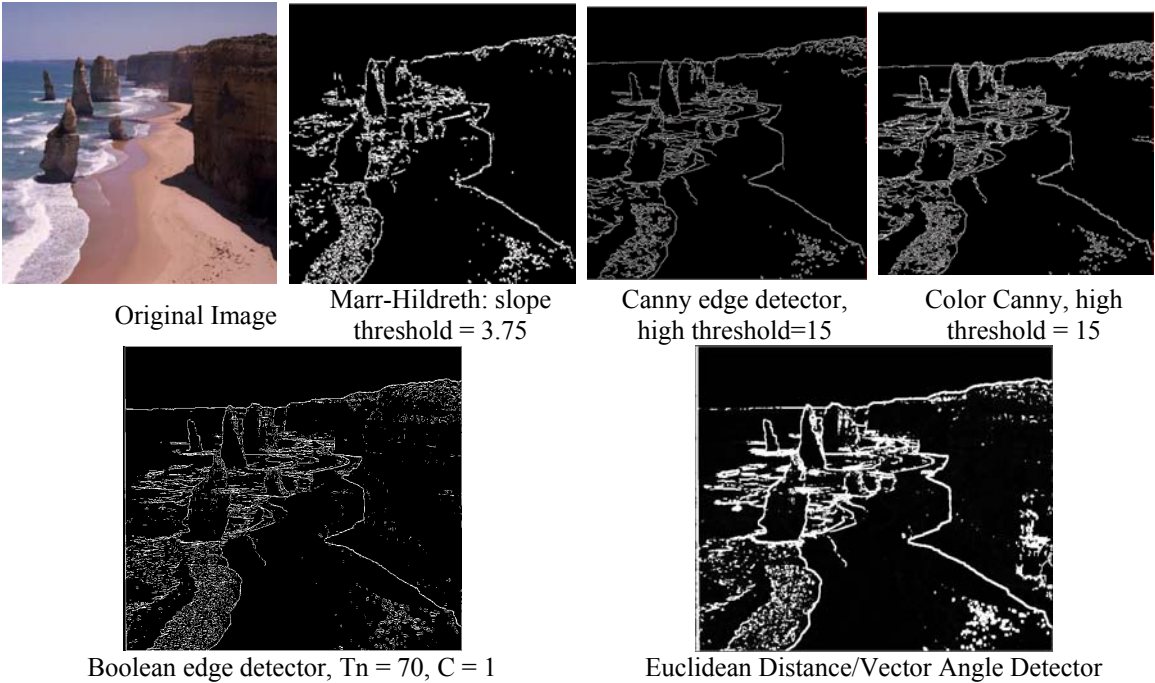 Original Image
Marr-Hildreth: slope
threshold = 3.75
Canny edge detector,
high threshold=15
Color Canny, high
threshold = 15
Boolean edge detector, Tn = 70, C = 1
Euclidean Distance/Vector Angle Detector